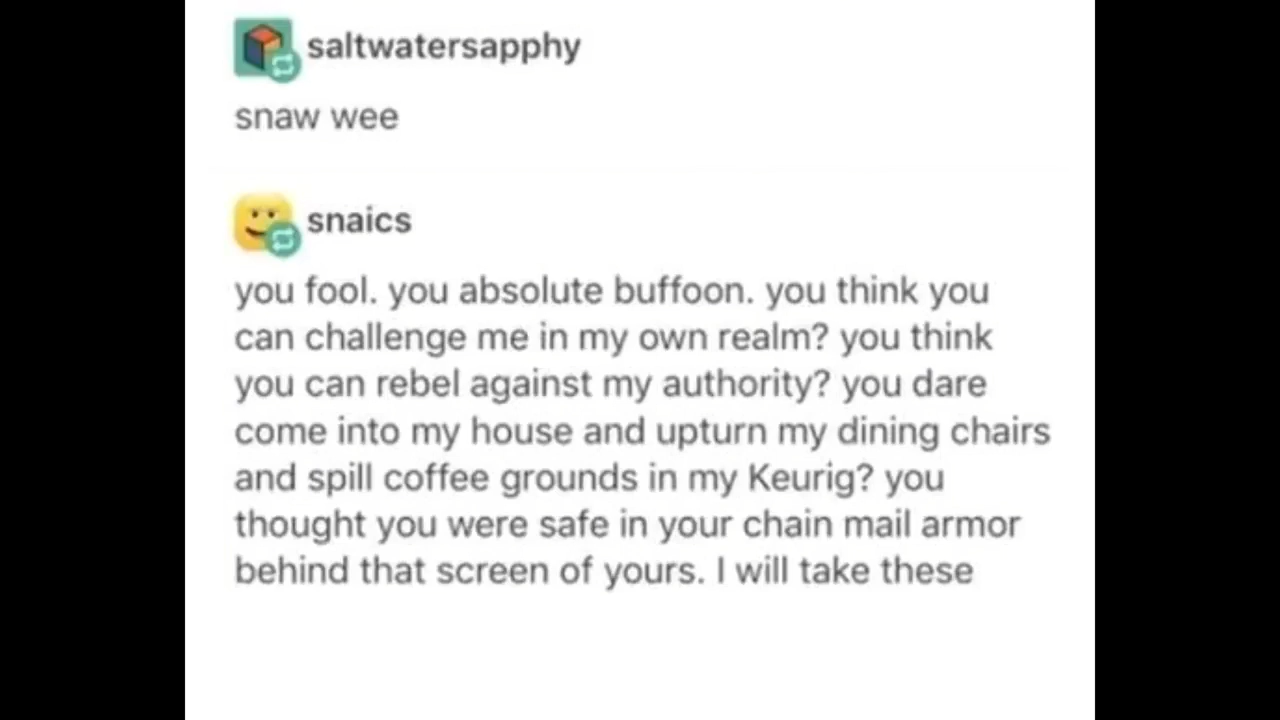 saltwatersapphy
snaw wee
snaics
you fool. you absolute buffoon. you think you
can challenge me in my own realm? you think
you can rebel against my authority? you dare
come into my house and upturn my dining chairs
and spill coffee grounds in my Keurig? you
thought you were safe in your chain mail armor
behind that screen of yours. I will take these